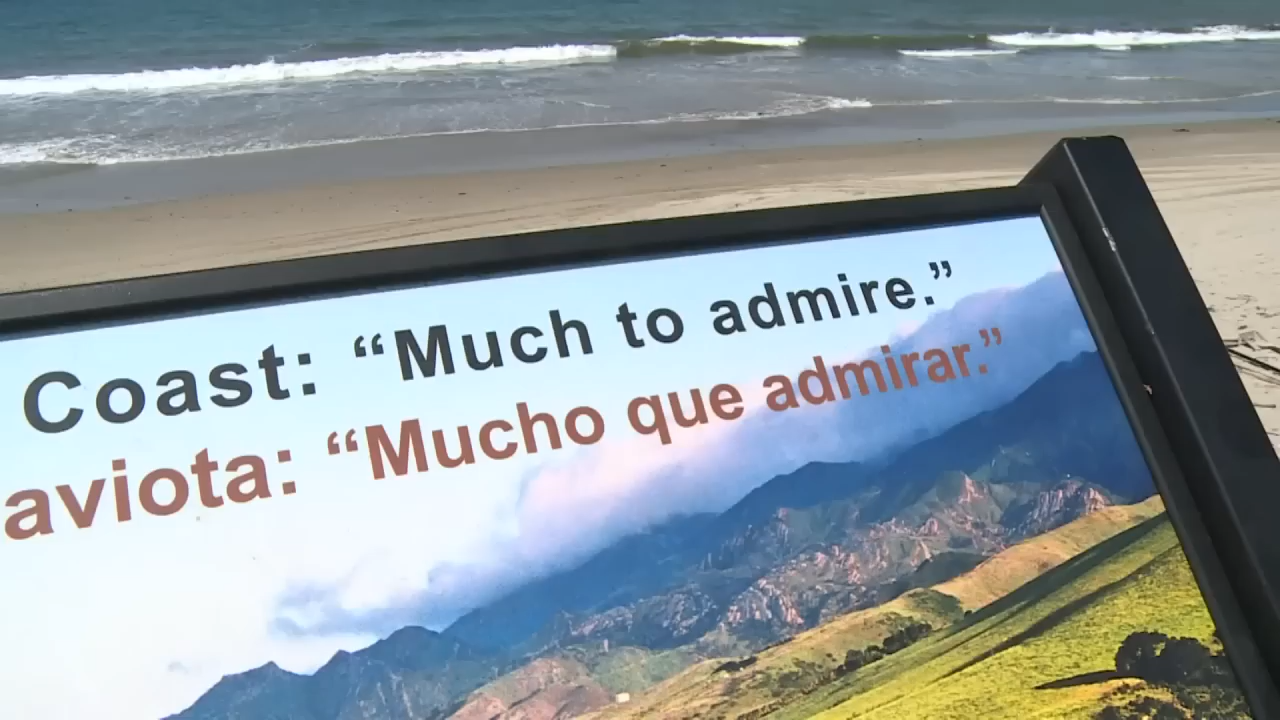 Coast: “Much to admire.”
aviota: “Mucho que admirar.”